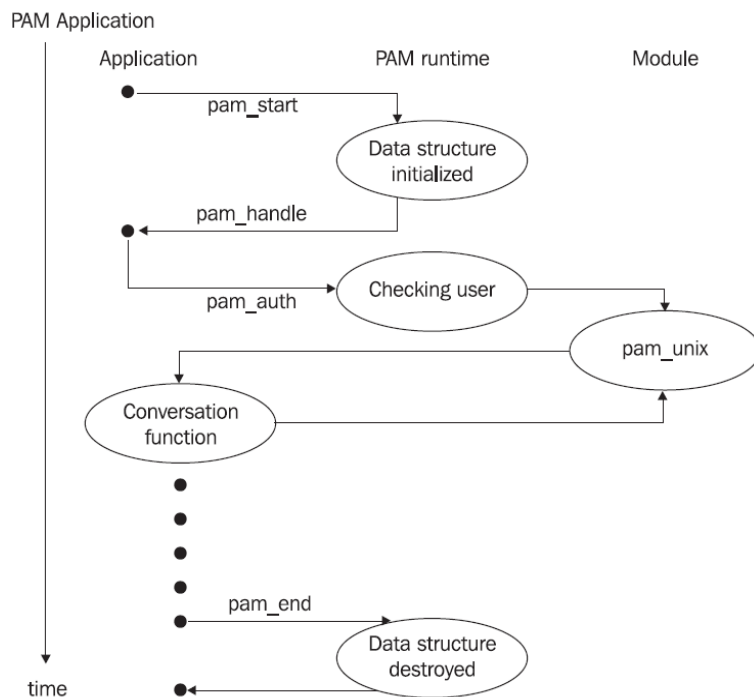 PAM Application
Application
PAM runtime
Module
pam_start
Data structure
initialized
pam_handle
pam_auth
Checking user
pam_unix
Conversation
function
pam_end
Data structure
destroyed
time